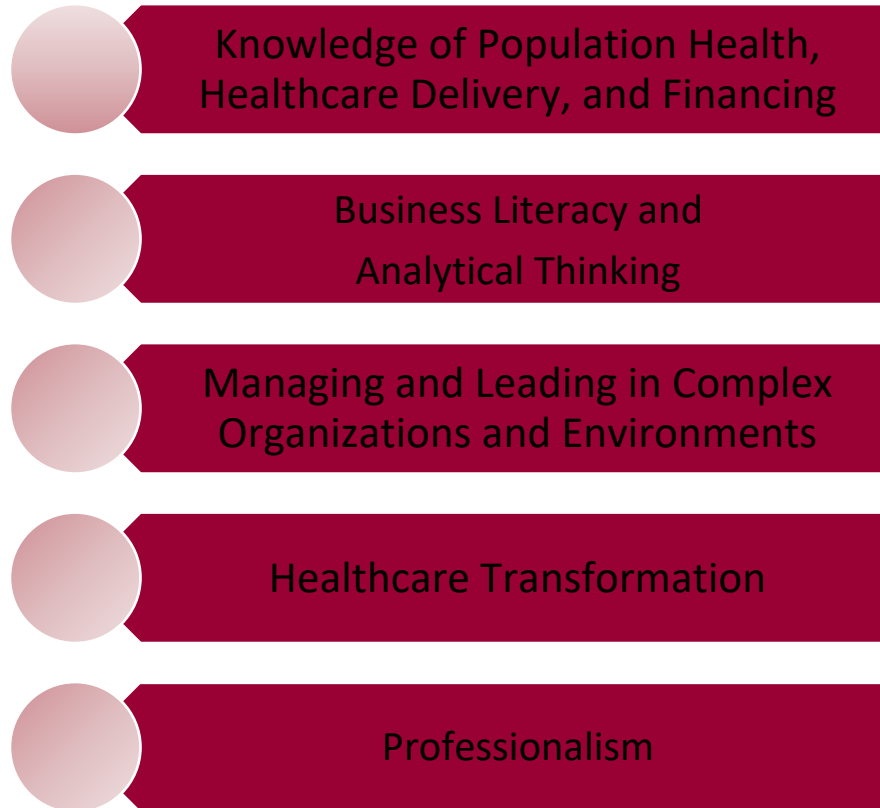 Knowledge of Population Health,
Healthcare Delivery, and Financing
Business Literacy and
Analytical Thinking
Managing and Leading in Complex
Organizations and Environments
Healthcare Transformation
Professionalism